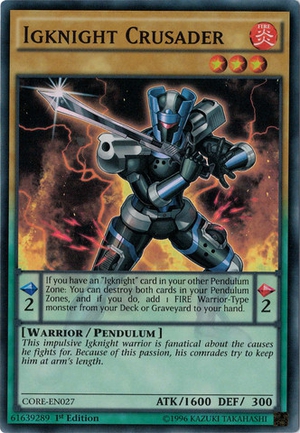 IGKNIGHT CRUSADER
FIRE
炎
If you have an "Igknight" card in your other Pendulum
Zone: You can destroy both cards in your Pendulum
Zones, and if you do, add 1 FIRE Warrior-Type
monster from your Deck or Graveyard to your hand.
2
2
[WARRIOR / PENDULUM]
This impulsive Igknight warrior is fanatical about the causes
he fights for. Because of this passion, his comrades try to keep
him at arm's length.
CORE-EN027
ATK/1600 DEF/ 300
61639289 1st Edition
©1996 KAZUKI TAKAHASHI